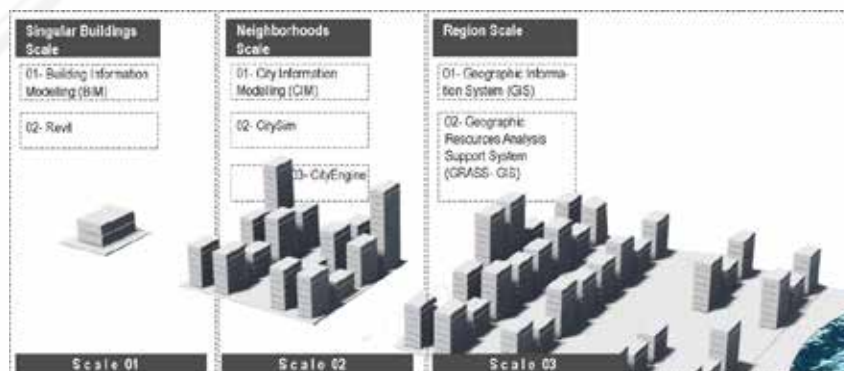 Singular Buildings
Scale
01- Building Information
Modelling (BIM)
02- Revit
Scale 01
Neighborhoods
Scale
01- City Information
Modelling (CIM)
02- CitySim
03- CityEngine
Scale 02
Region Scale
01- Geographic Informa-
tion System (GIS)
02- Geographic
Resources Analysis
Support System
(GRASS- GIS)
Scale 03